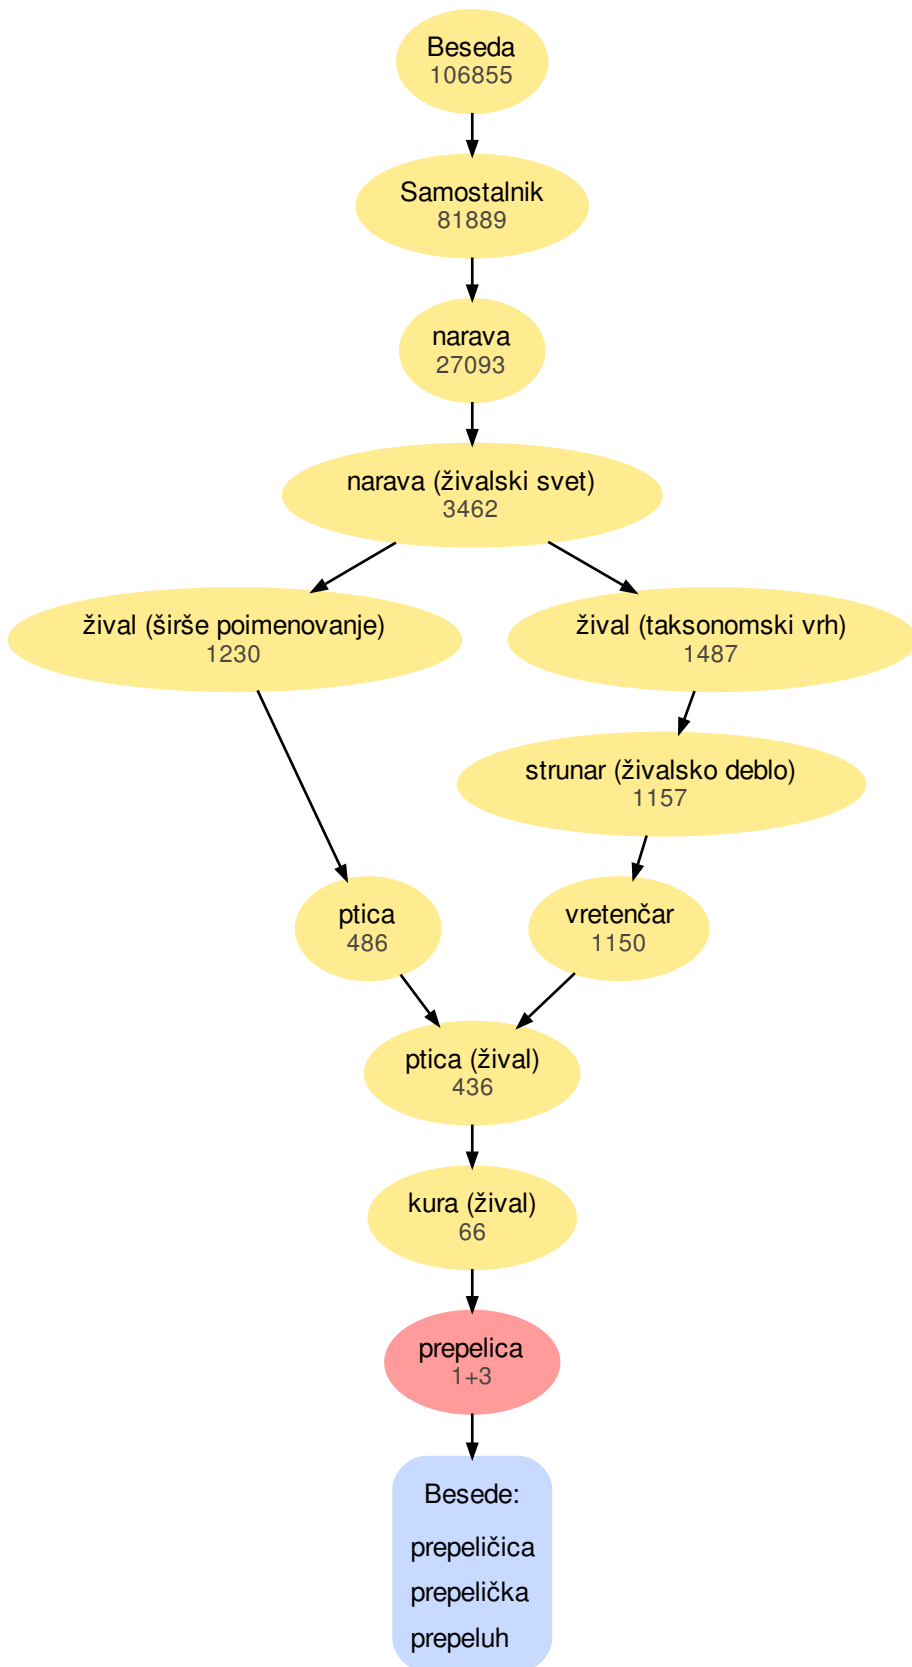 Beseda
106855
Samostalnik
81889
narava
27093
narava (živalski svet)
3462
žival (širše poimenovanje)
1230
žival (taksonomski vrh)
1487
strunar (živalsko deblo)
1157
ptica
486
vretenčar
1150
ptica (žival)
436
kura (žival)
66
prepelica
1+3
Besede:
prepeličica
prepelička
prepeluh